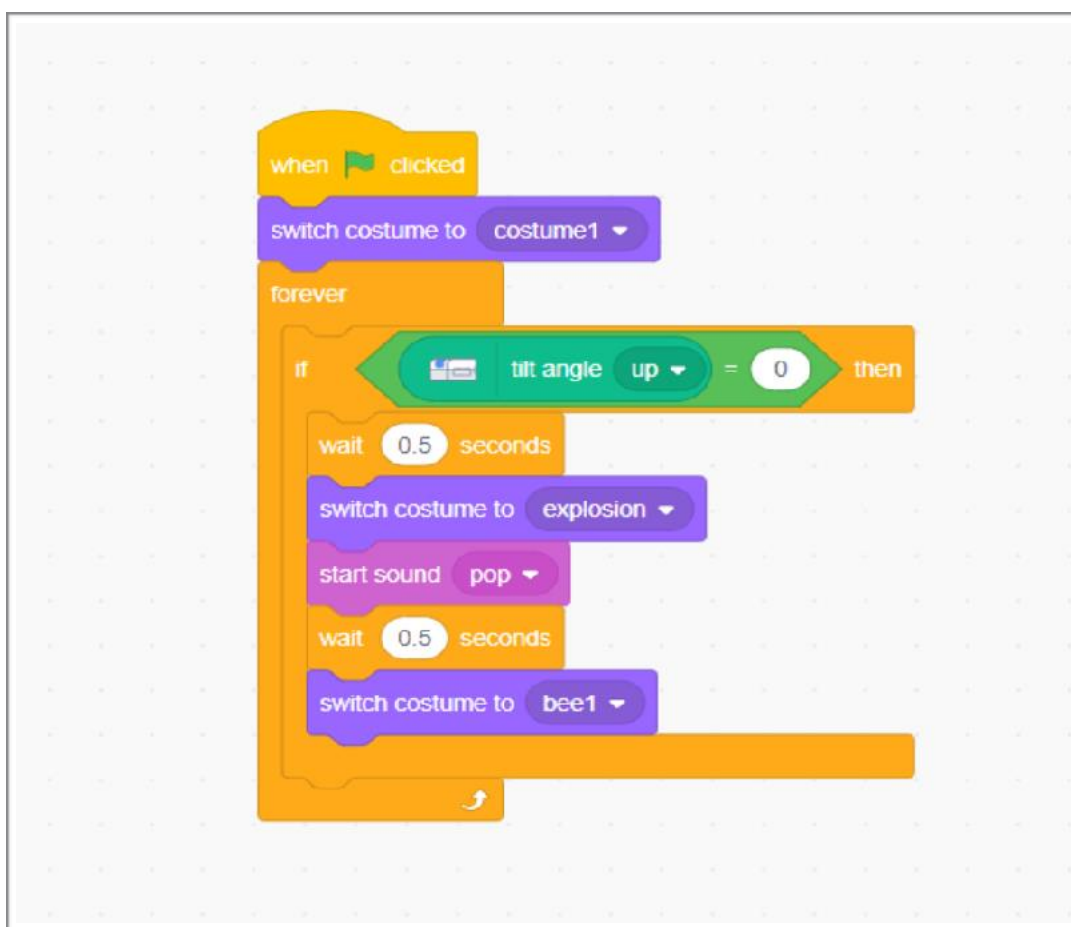 when clicked
switch costume to costume1
forever
if tilt angle up = 0 then
wait 0.5 seconds
switch costume to explosion
start sound pop
wait 0.5 seconds
switch costume to bee1